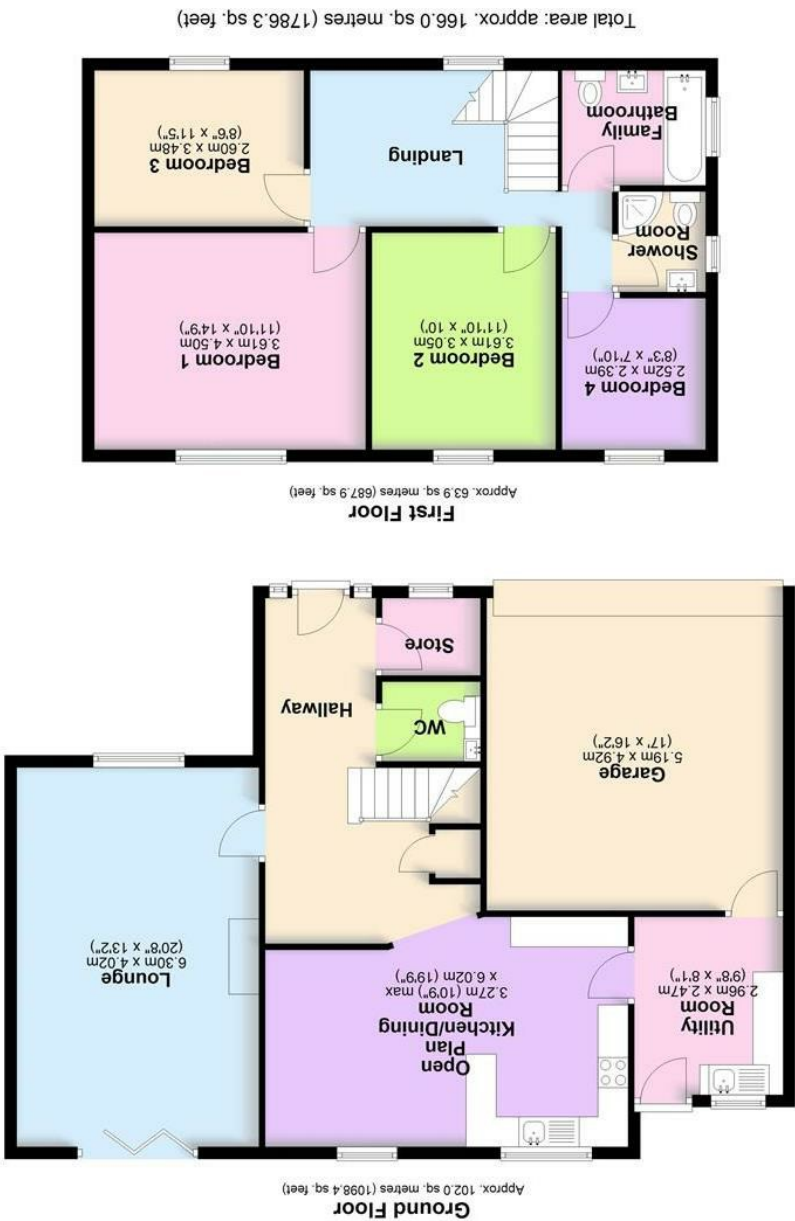 Ground Floor
Approx. 102.0 sq. metres (1098.4 sq. feet)
Utility
Room
2.96m x 2.47m
(9'8" x 8'1")
Open
Plan
Kitchen/Dining
Room
3.27m (10'9") max
x 6.02m (19'9")
Lounge
6.30m x 4.02m
(20'8" x 13'2")
Garage
5.19m x 4.92m
(17' x 16'2")
WC
Hallway
Store
First Floor
Approx. 63.9 sq. metres (687.9 sq. feet)
Bedroom 4
2.52m x 2.39m
(8'3" x 7'10")
Bedroom 2
3.61m x 3.05m
(11'10" x 10')
Bedroom 1
3.61m x 4.50m
(11'10" x 14'9")
Shower
Room
Family
Bathroom
Landing
Bedroom 3
2.60m x 3.48m
(8'6" x 11'5")
Total area: approx. 166.0 sq. metres (1786.3 sq. feet)